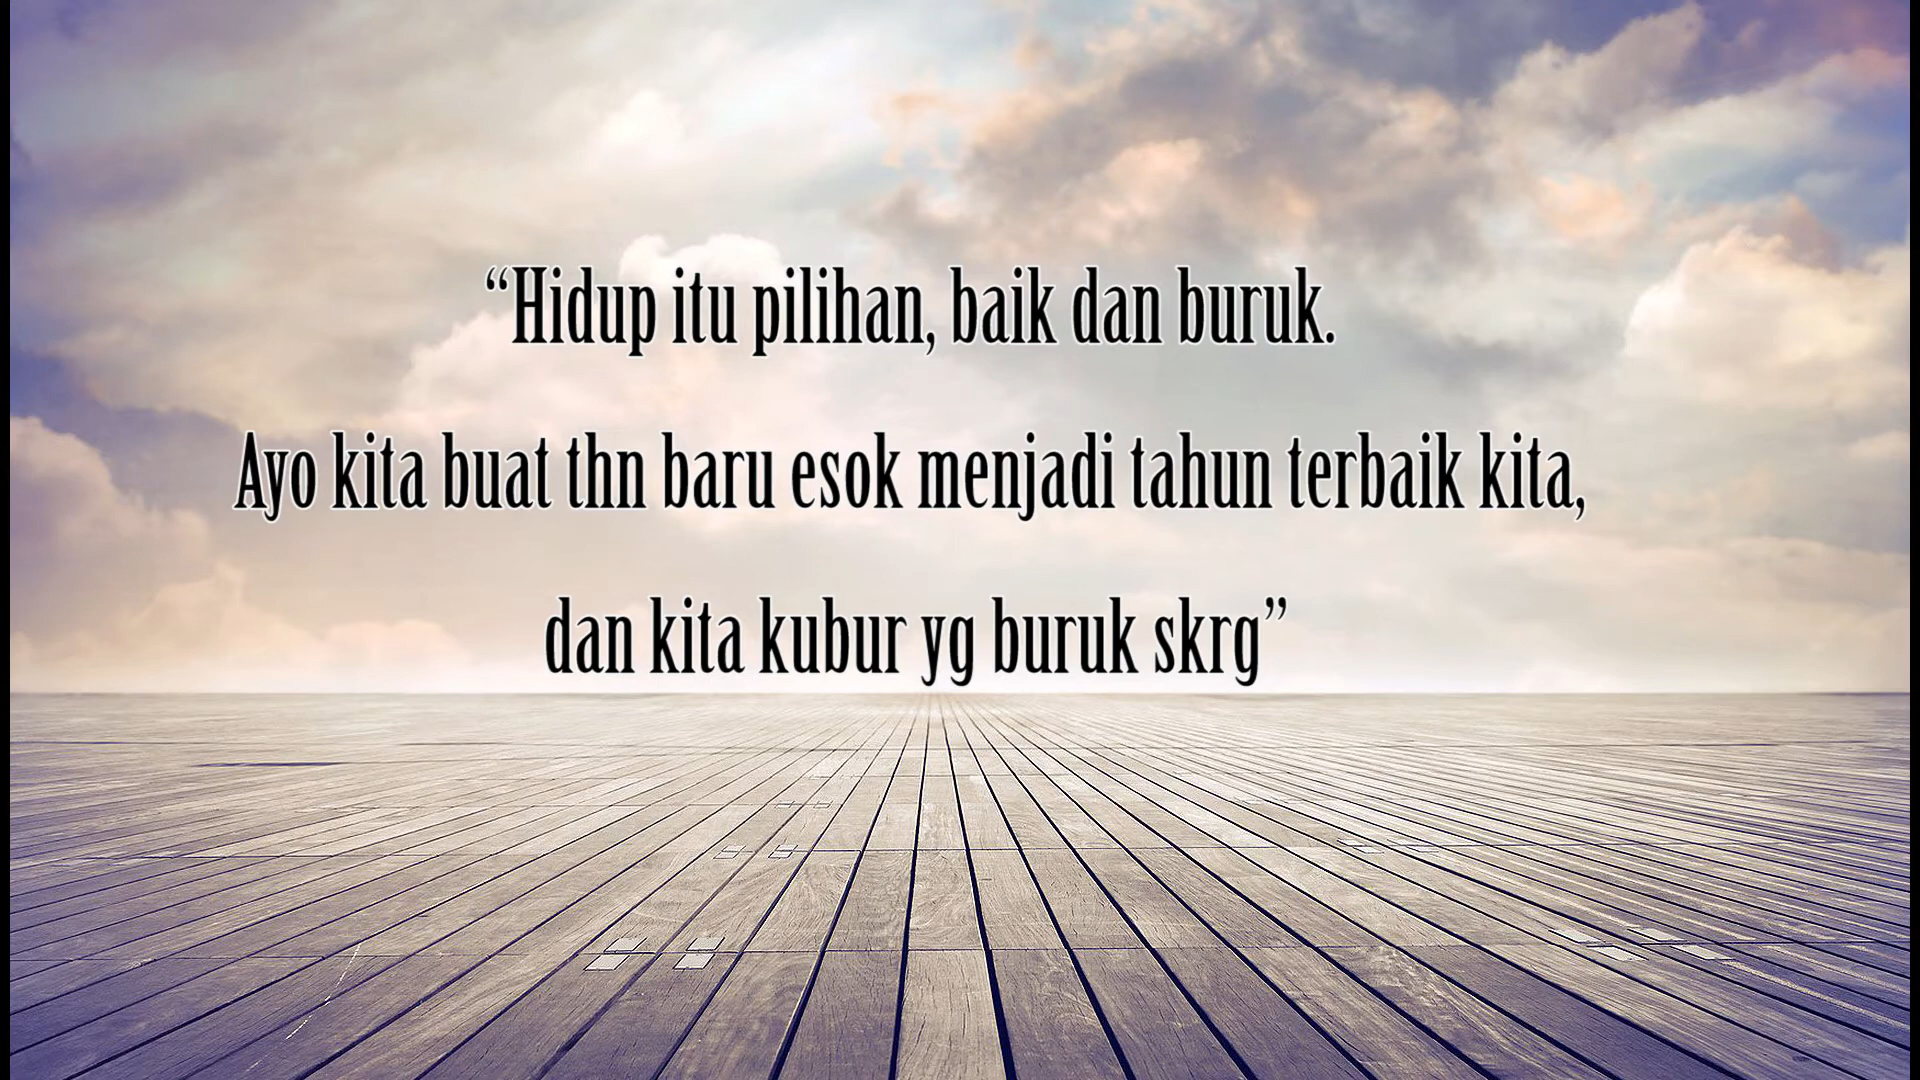 “Hidup itu pilihan, baik dan buruk.
Ayo kita buat thn baru esok menjadi tahun terbaik kita,
dan kita kubur yg buruk skrg”